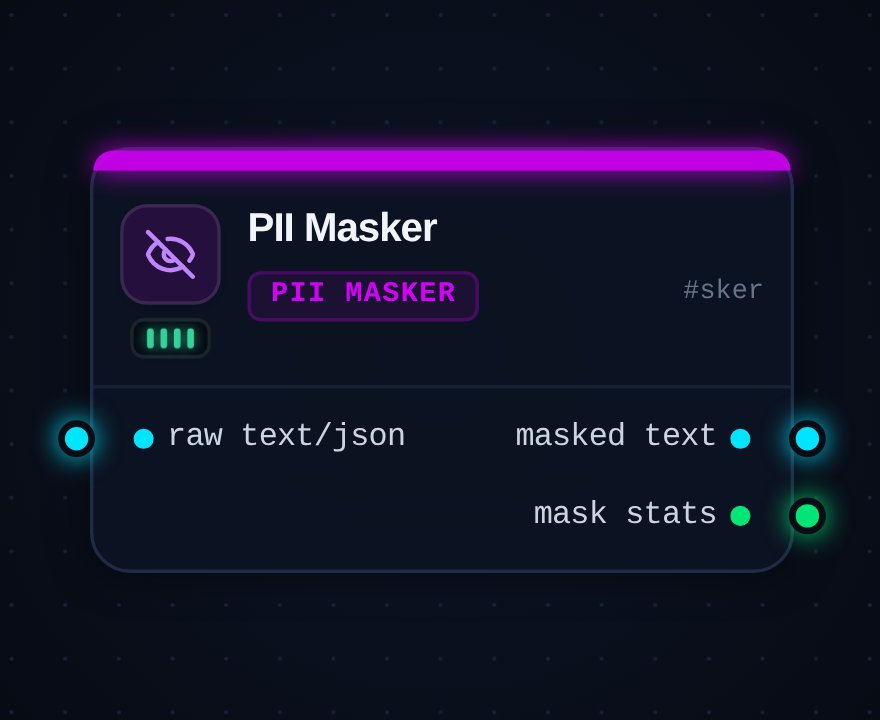 PII Masker
PII MASKER
#sker
raw text/json
masked text
mask stats